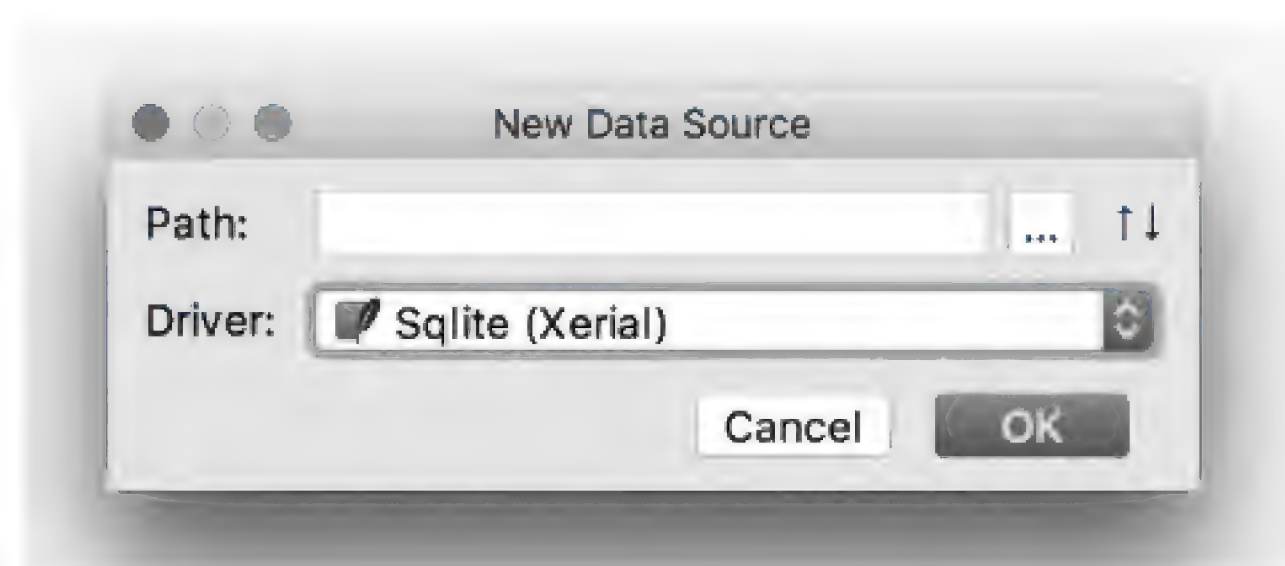 New Data Source
Path: ... ↑↓
Driver: Sqlite (Xerial)
Cancel OK